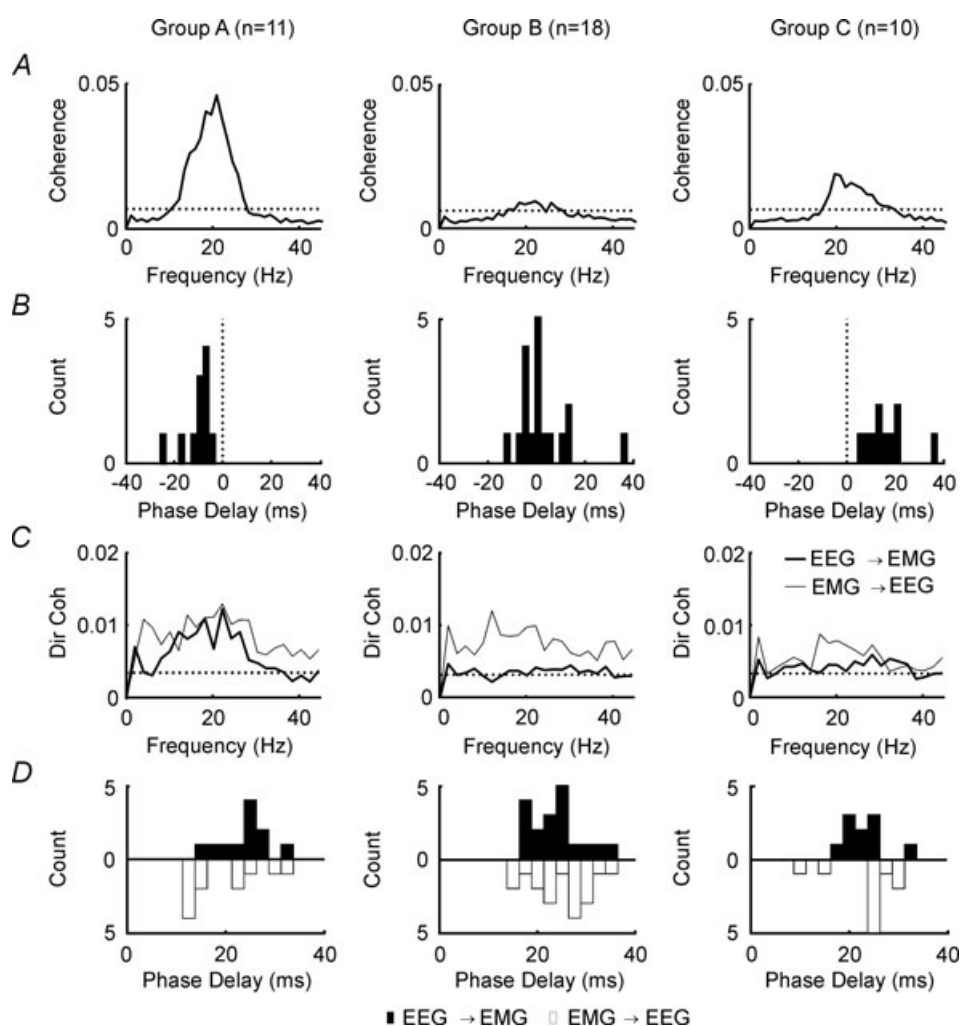 Group A (n=11) Group B (n=18) Group C (n=10)
A
0.05 0.05 0.05
Coherence Coherence Coherence
0 0 0
0 20 40 0 20 40 0 20 40
Frequency (Hz) Frequency (Hz) Frequency (Hz)
B
5 5 5
Count Count Count
0 0 0
-40 -20 0 20 40 -40 -20 0 20 40 -40 -20 0 20 40
Phase Delay (ms) Phase Delay (ms) Phase Delay (ms)
C
0.02 0.02 0.02
EEG → EMG
EMG → EEG
Dir Coh Dir Coh Dir Coh
0.01 0.01 0.01
0 0 0
0 20 40 0 20 40 0 20 40
Frequency (Hz) Frequency (Hz) Frequency (Hz)
D
5 5 5
Count Count Count
0 0 0
5 5 5
0 20 40 0 20 40 0 20 40
Phase Delay (ms) Phase Delay (ms) Phase Delay (ms)
EEG → EMG EMG → EEG